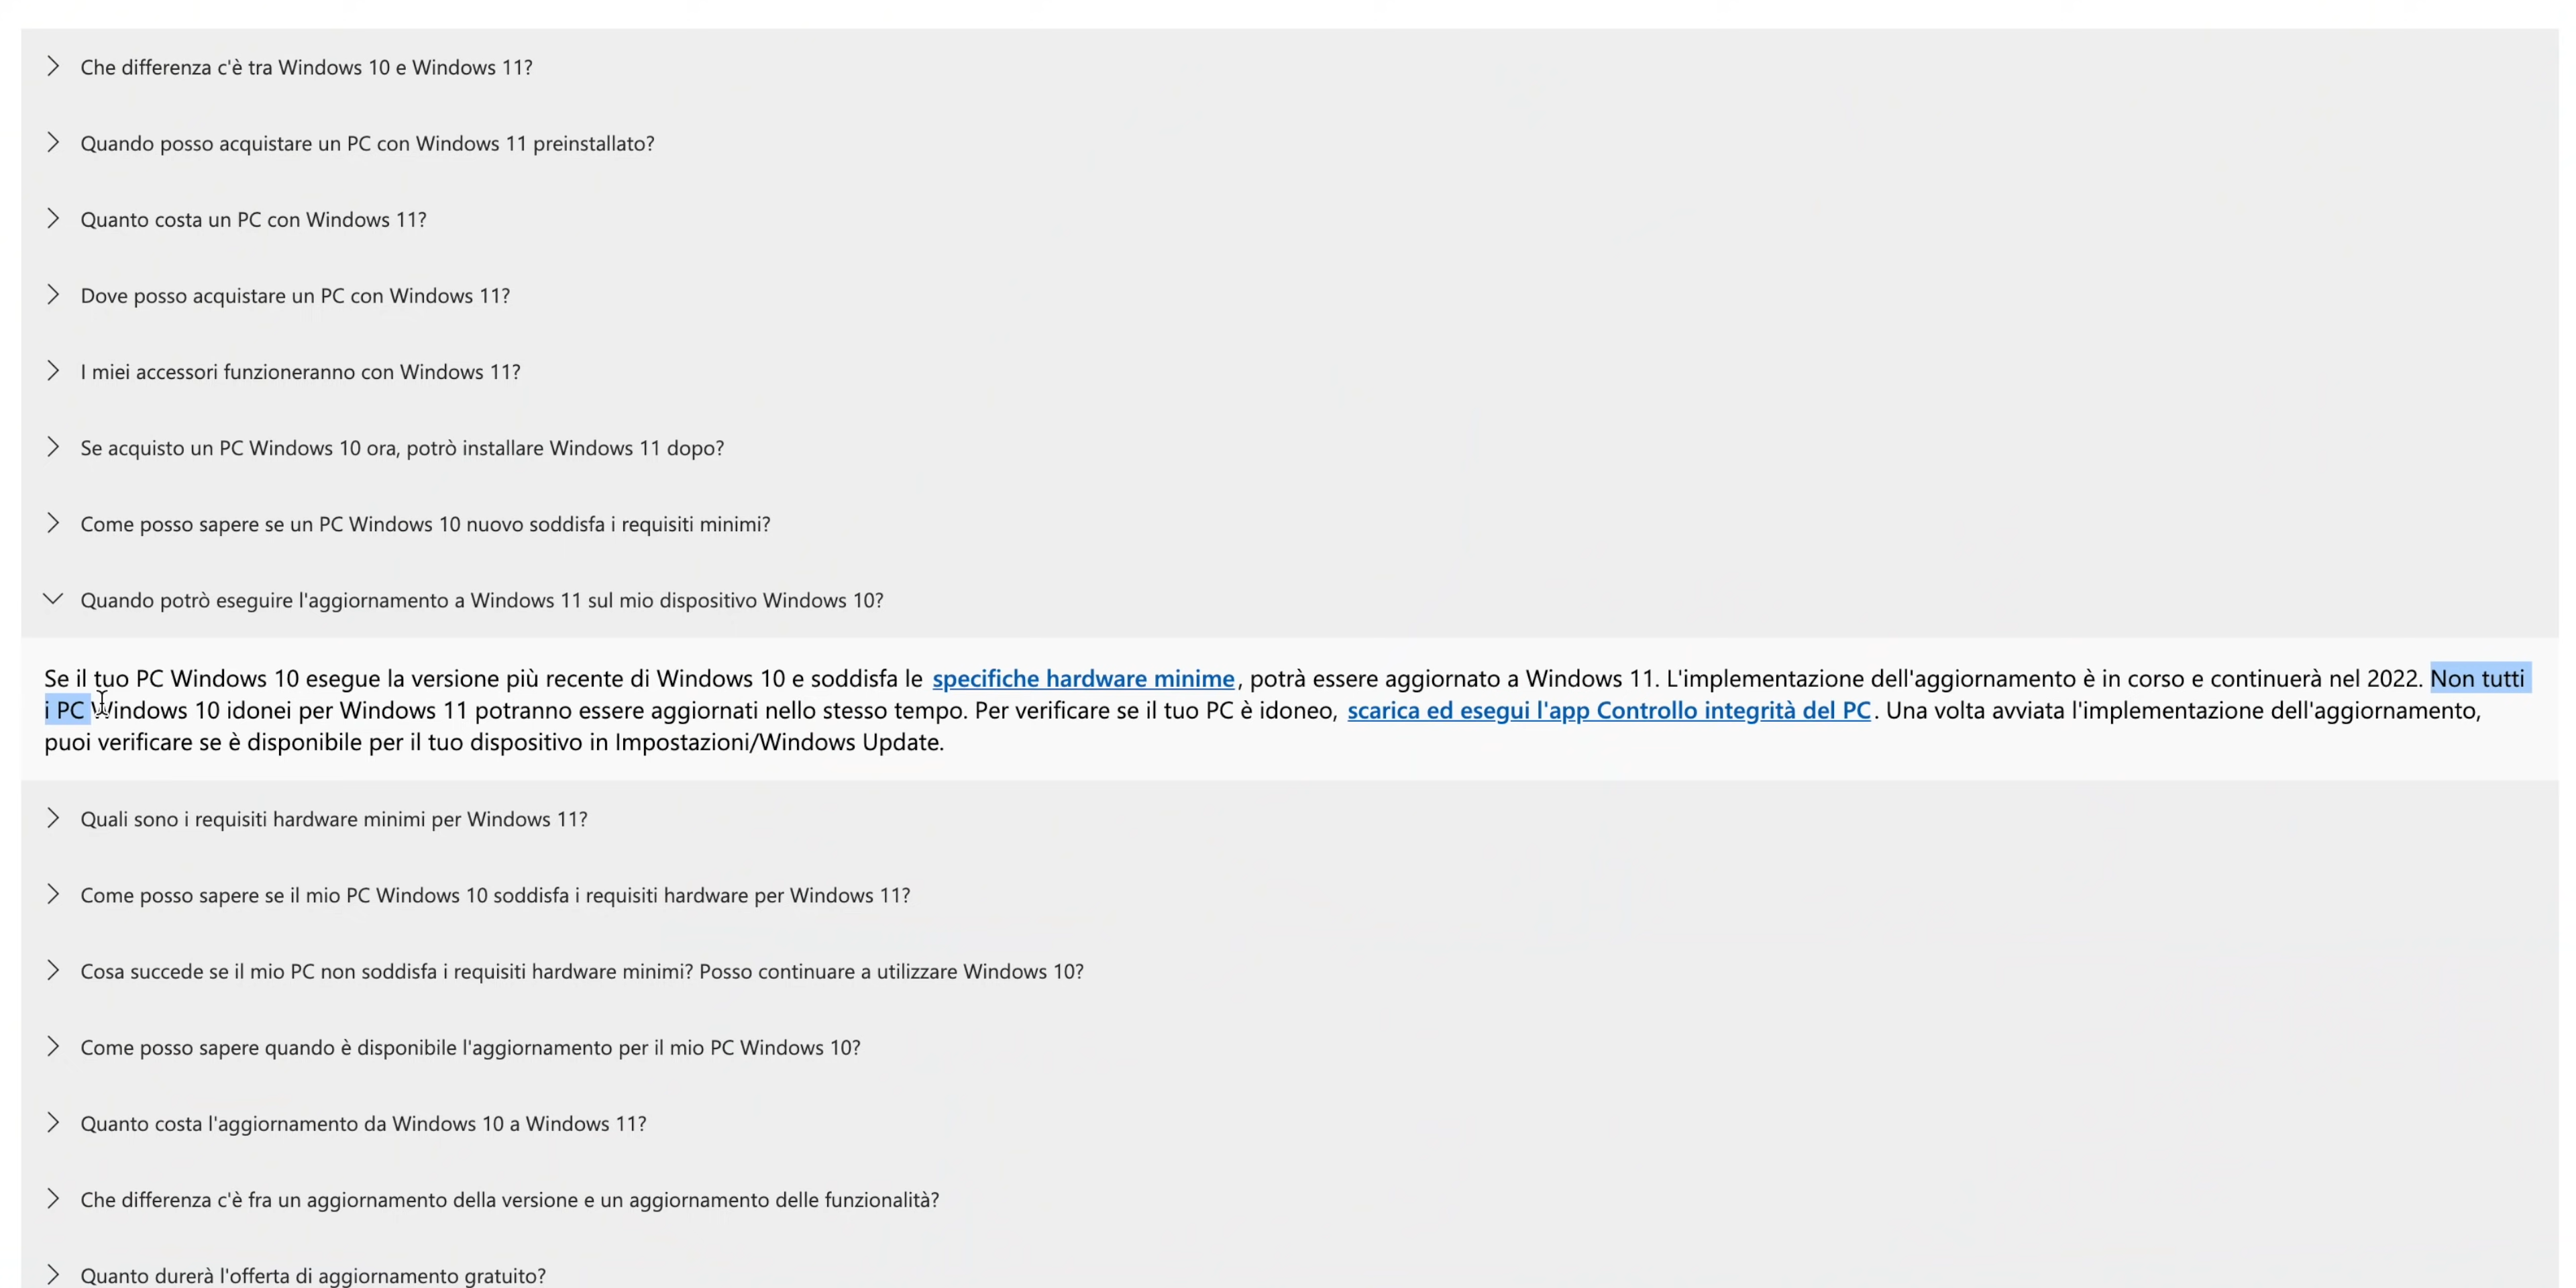 Che differenza c'è tra Windows 10 e Windows 11?
Quando posso acquistare un PC con Windows 11 preinstallato?
Quanto costa un PC con Windows 11?
Dove posso acquistare un PC con Windows 11?
I miei accessori funzioneranno con Windows 11?
Se acquisto un PC Windows 10 ora, potrò installare Windows 11 dopo?
Come posso sapere se un PC Windows 10 nuovo soddisfa i requisiti minimi?
Quando potrò eseguire l'aggiornamento a Windows 11 sul mio dispositivo Windows 10?
Se il tuo PC Windows 10 esegue la versione più recente di Windows 10 e soddisfa le specifiche hardware minime, potrà essere aggiornato a Windows 11. L'implementazione dell'aggiornamento è in corso e continuerà nel 2022. Non tutti
i PC Windows 10 idonei per Windows 11 potranno essere aggiornati nello stesso tempo. Per verificare se il tuo PC è idoneo, scarica ed esegui l'app Controllo integrità del PC. Una volta avviata l'implementazione dell'aggiornamento,
puoi verificare se è disponibile per il tuo dispositivo in Impostazioni/Windows Update.
Quali sono i requisiti hardware minimi per Windows 11?
Come posso sapere se il mio PC Windows 10 soddisfa i requisiti hardware per Windows 11?
Cosa succede se il mio PC non soddisfa i requisiti hardware minimi? Posso continuare a utilizzare Windows 10?
Come posso sapere quando è disponibile l'aggiornamento per il mio PC Windows 10?
Quanto costa l'aggiornamento da Windows 10 a Windows 11?
Che differenza c'è fra un aggiornamento della versione e un aggiornamento delle funzionalità?
Quanto durerà l'offerta di aggiornamento gratuito?